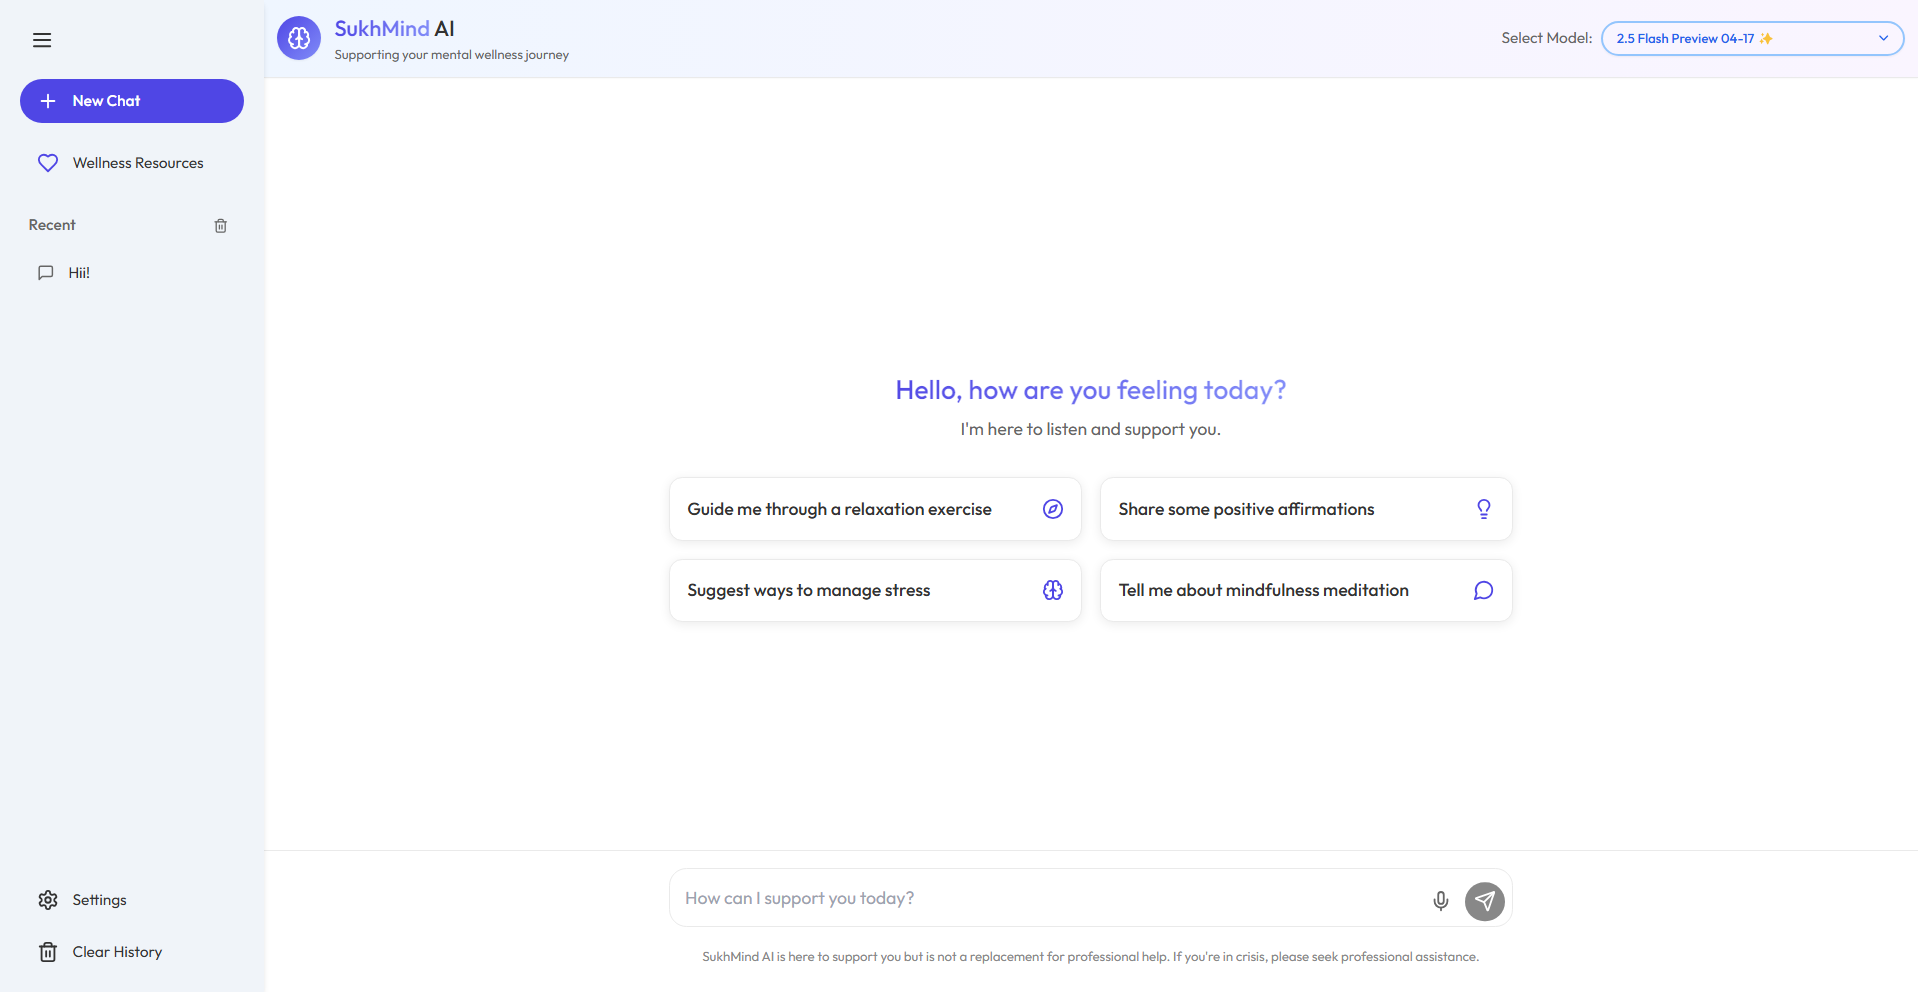 New Chat
Wellness Resources
Recent
Hii!
Settings
Clear History
SukhMind AI
Supporting your mental wellness journey
Select Model:
2.5 Flash Preview 04-17 ✨
Hello, how are you feeling today?
I'm here to listen and support you.
Guide me through a relaxation exercise
Share some positive affirmations
Suggest ways to manage stress
Tell me about mindfulness meditation
How can I support you today?
SukhMind AI is here to support you but is not a replacement for professional help. If you're in crisis, please seek professional assistance.